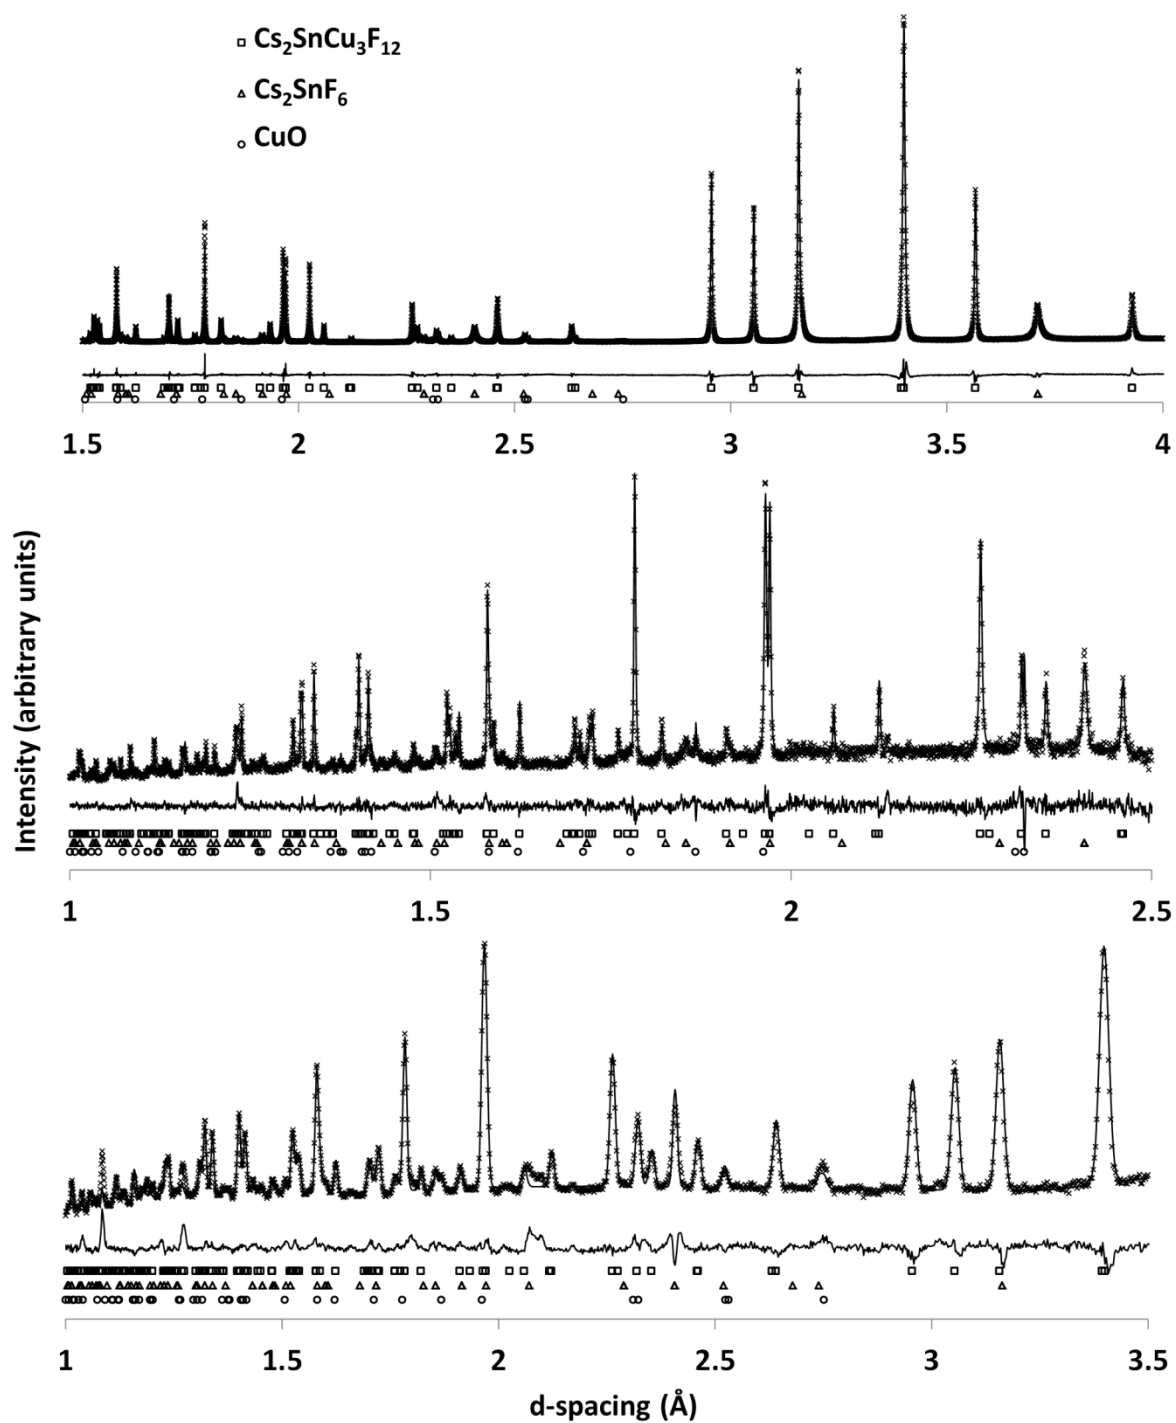 Cs₂SnCu₃F₁₂
Cs₂SnF₆
CuO
1.5 2 2.5 3 3.5 4
Intensity (arbitrary units)
1 1.5 2 2.5
1 1.5 2 2.5 3 3.5
d-spacing (Å)